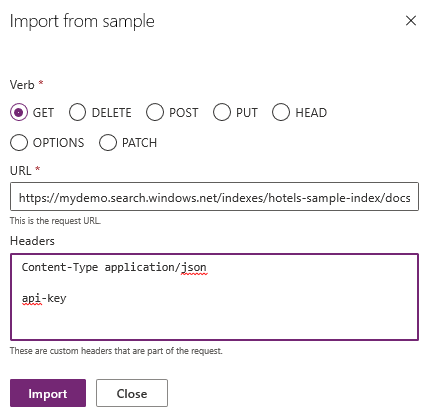 Import from sample
Verb *
GET DELETE POST PUT HEAD
OPTIONS PATCH
URL *
https://mydemo.search.windows.net/indexes/hotels-sample-index/docs
This is the request URL.
Headers
Content-Type application/json
api-key
These are custom headers that are part of the request.
Import Close